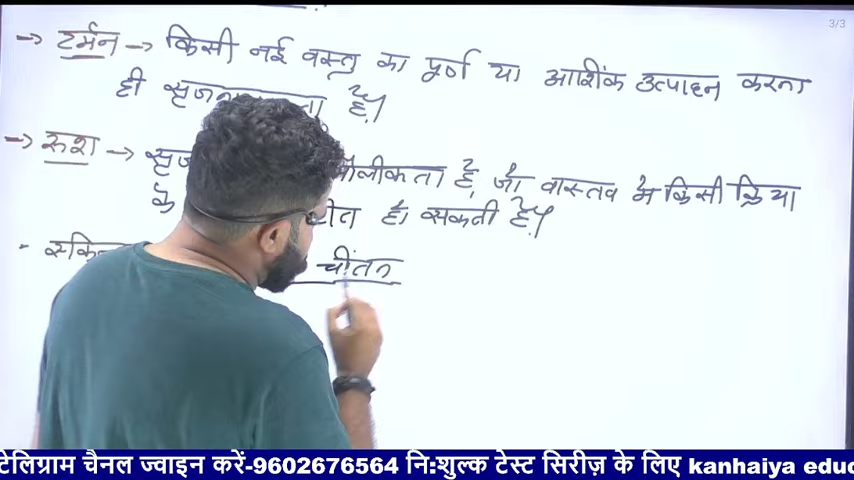 3/3
→ टर्मन → किसी नई वस्तु का पूर्ण या आशिंक उत्पादन करना
ही है।
→ रुश → मौलीकता है, जो वास्तव मे किसी क्रिया
के हो सकती है।
चींतन
टेलिग्राम चैनल ज्वाइन करें-9602676564 नि:शुल्क टेस्ट सिरीज़ के लिए kanhaiya educ